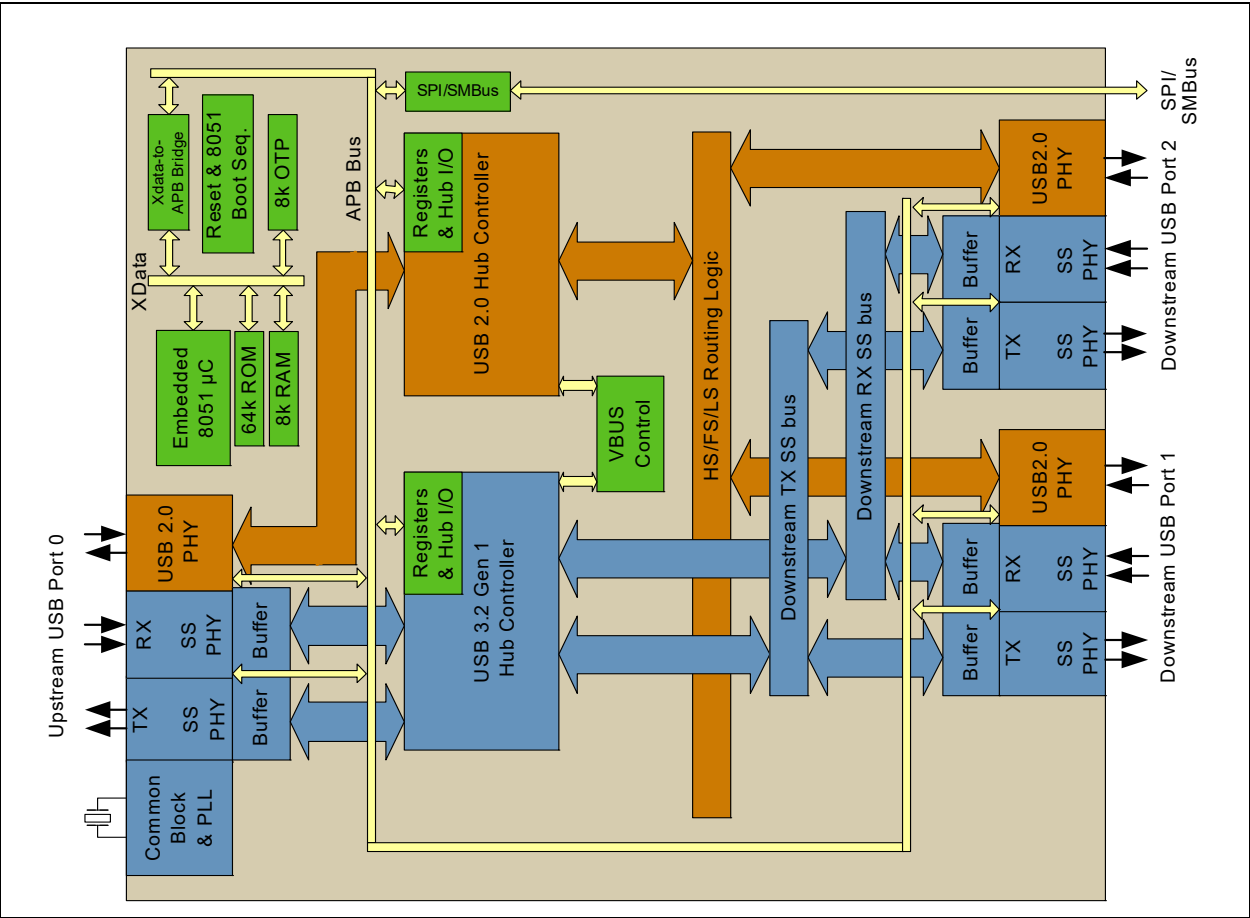 SPI/
SMBus
SPI/SMBus
Xdata-to-
APB Bridge
Reset & 8051
Boot Seq.
8k OTP
XData
APB Bus
Embedded
8051 µC
64k ROM
8k RAM
Registers
& Hub I/O
USB 2.0 Hub Controller
VBUS
Control
Registers
& Hub I/O
USB 3.2 Gen 1
Hub Controller
HS/FS/LS Routing Logic
Downstream TX SS bus
Downstream RX SS bus
Upstream USB Port 0
USB 2.0
PHY
RX
SS
PHY
Buffer
TX
SS
PHY
Buffer
Common
Block
& PLL
Downstream USB Port 2
USB2.0
PHY
Buffer
RX
SS
PHY
Buffer
TX
SS
PHY
Downstream USB Port 1
USB2.0
PHY
Buffer
RX
SS
PHY
Buffer
TX
SS
PHY